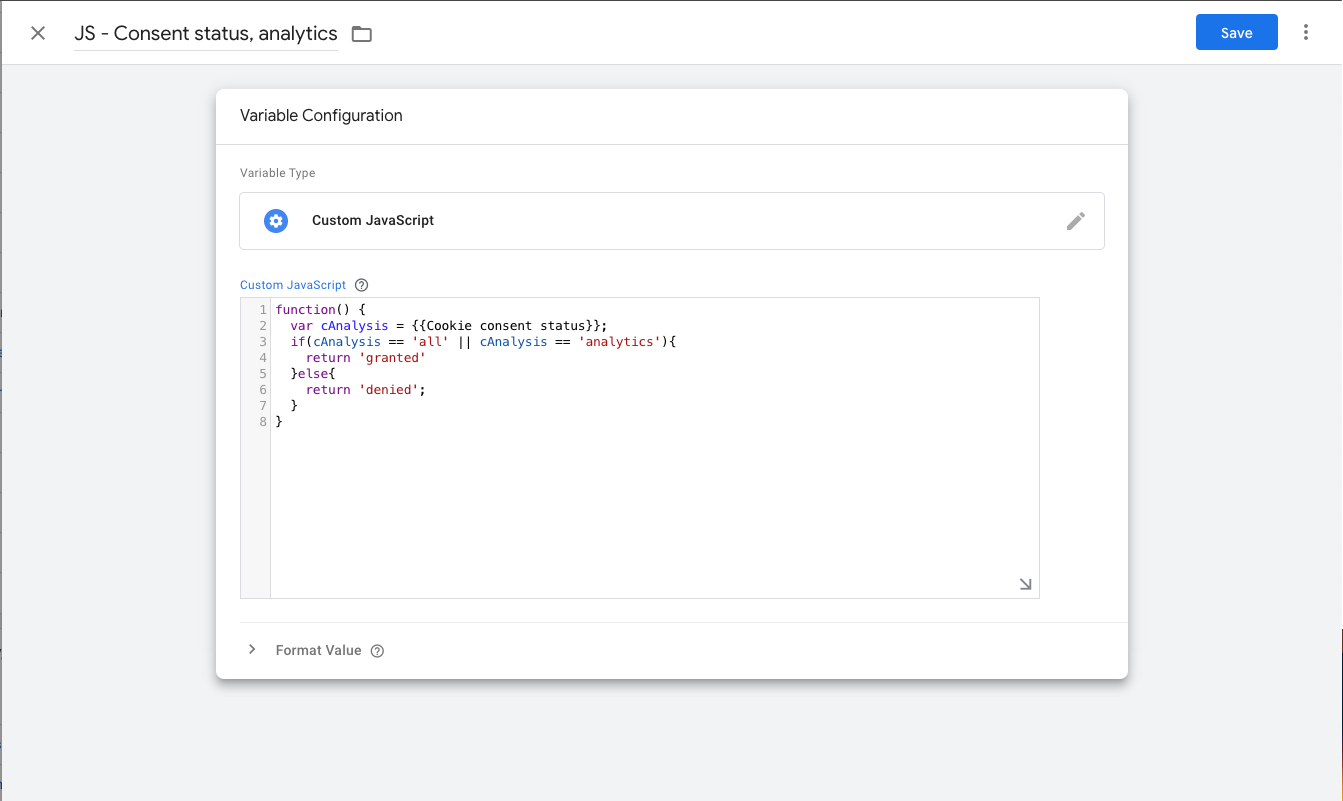 JS - Consent status, analytics
Save
Variable Configuration
Variable Type
Custom JavaScript
Custom JavaScript
1 function() {
2   var cAnalysis = {{Cookie consent status}};
3   if(cAnalysis == 'all' || cAnalysis == 'analytics'){
4     return 'granted'
5   }else{
6     return 'denied';
7   }
8 }
Format Value